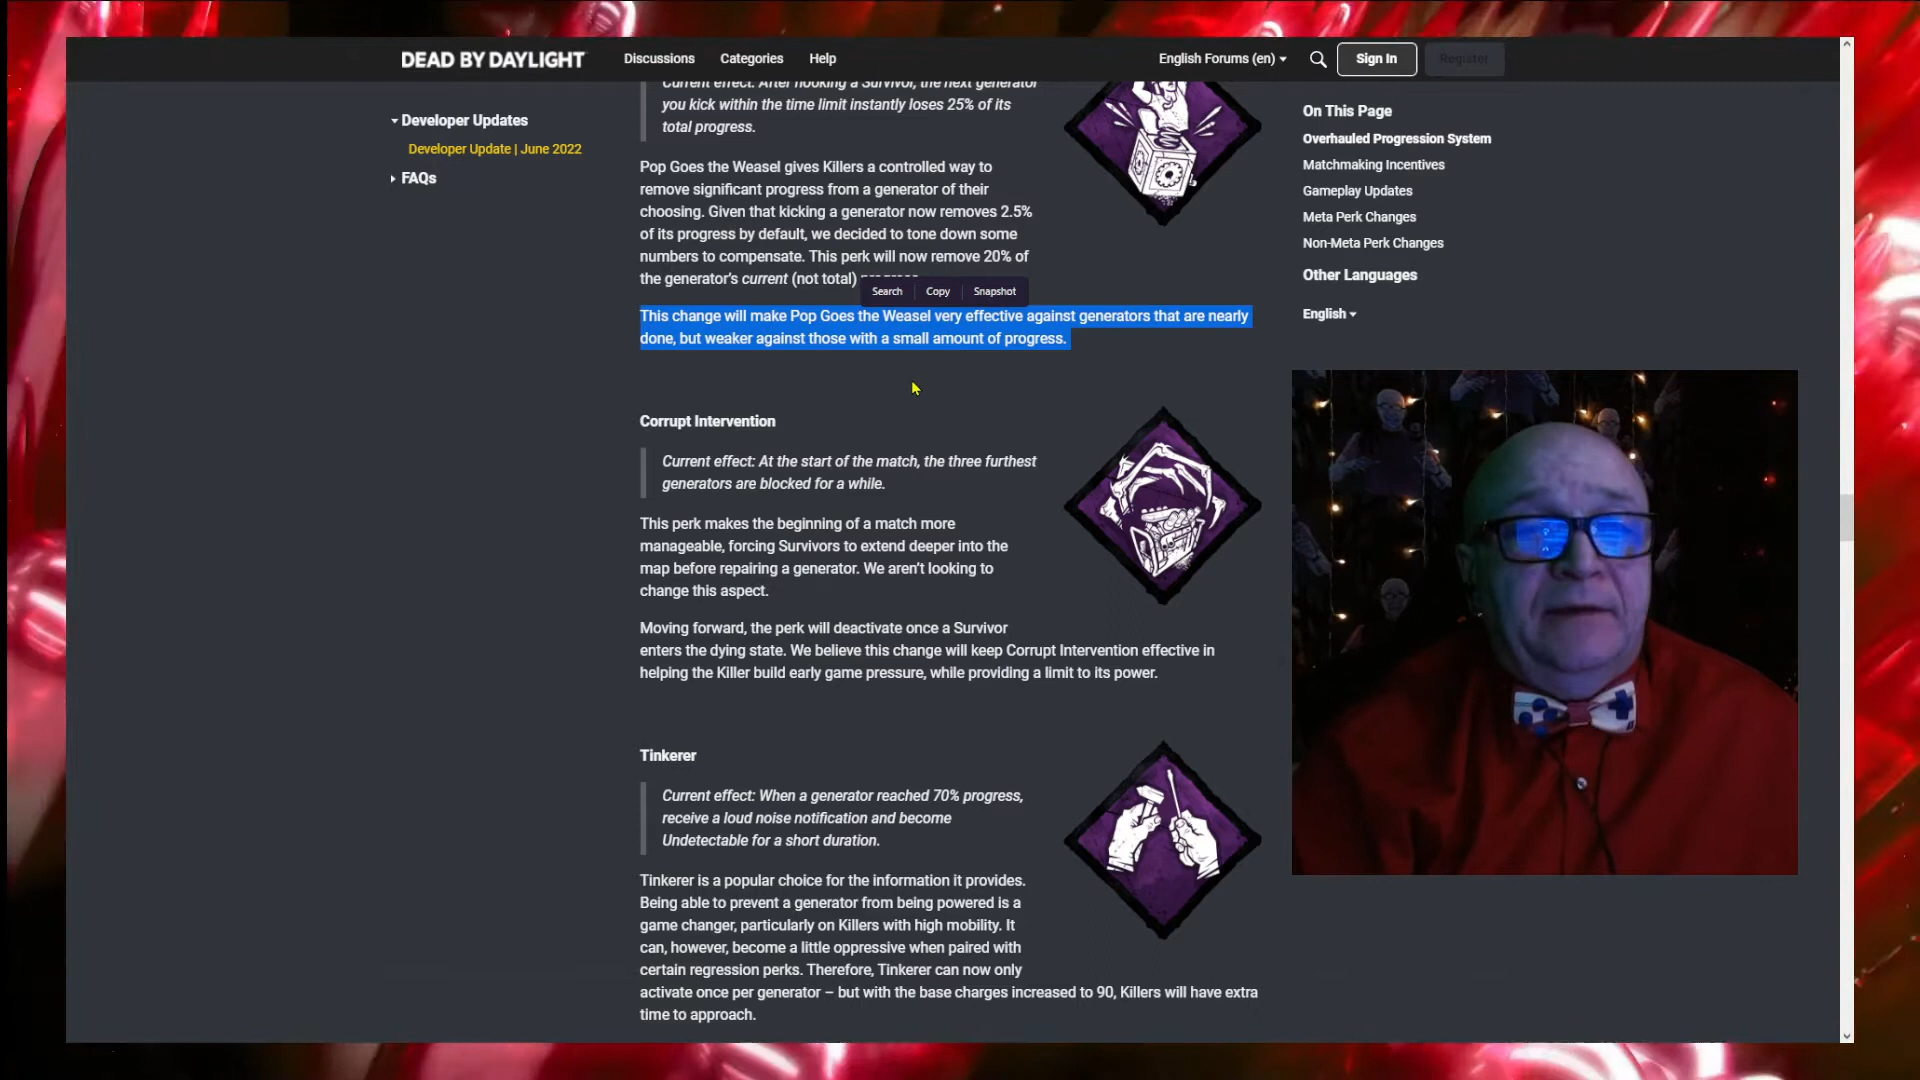 DEAD BY DAYLIGHT
Discussions
Categories
Help
English Forums (en)
Sign In
Register
Developer Updates
Developer Update | June 2022
FAQs
Current effect: After hooking a Survivor, the next generator
you kick within the time limit instantly loses 25% of its
total progress.
Pop Goes the Weasel gives Killers a controlled way to
remove significant progress from a generator of their
choosing. Given that kicking a generator now removes 2.5%
of its progress by default, we decided to tone down some
numbers to compensate. This perk will now remove 20% of
the generator's current (not total) progress.
Search
Copy
Snapshot
This change will make Pop Goes the Weasel very effective against generators that are nearly
done, but weaker against those with a small amount of progress.
Corrupt Intervention
Current effect: At the start of the match, the three furthest
generators are blocked for a while.
This perk makes the beginning of a match more
manageable, forcing Survivors to extend deeper into the
map before repairing a generator. We aren't looking to
change this aspect.
Moving forward, the perk will deactivate once a Survivor
enters the dying state. We believe this change will keep Corrupt Intervention effective in
helping the Killer build early game pressure, while providing a limit to its power.
Tinkerer
Current effect: When a generator reached 70% progress,
receive a loud noise notification and become
Undetectable for a short duration.
Tinkerer is a popular choice for the information it provides.
Being able to prevent a generator from being powered is a
game changer, particularly on Killers with high mobility. It
can, however, become a little oppressive when paired with
certain regression perks. Therefore, Tinkerer can now only
activate once per generator – but with the base charges increased to 90, Killers will have extra
time to approach.
On This Page
Overhauled Progression System
Matchmaking Incentives
Gameplay Updates
Meta Perk Changes
Non-Meta Perk Changes
Other Languages
English